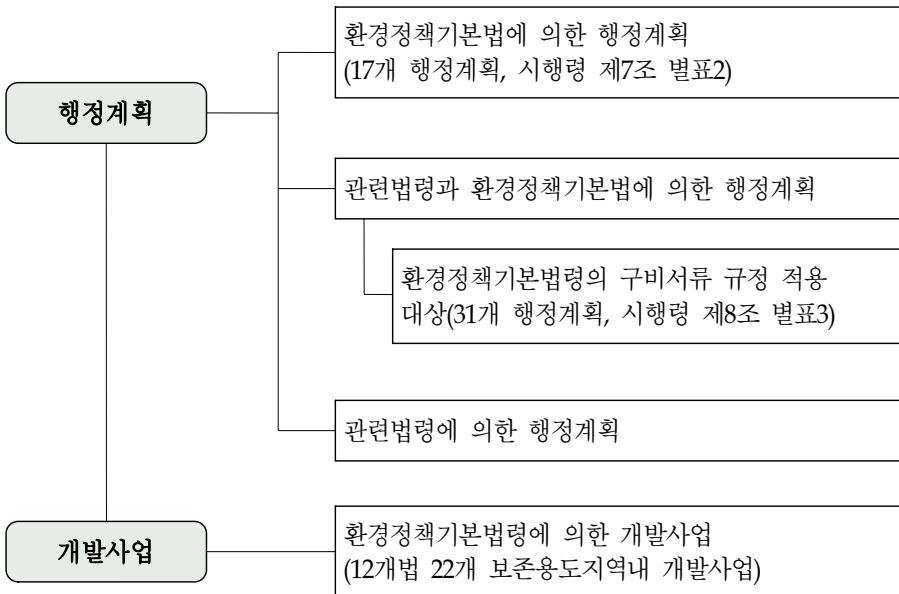 환경정책기본법에 의한 행정계획
(17개 행정계획, 시행령 제7조 별표2)
행정계획
관련법령과 환경정책기본법에 의한 행정계획
환경정책기본법령의 구비서류 규정 적용
대상(31개 행정계획, 시행령 제8조 별표3)
관련법령에 의한 행정계획
개발사업
환경정책기본법령에 의한 개발사업
(12개법 22개 보존용도지역내 개발사업)